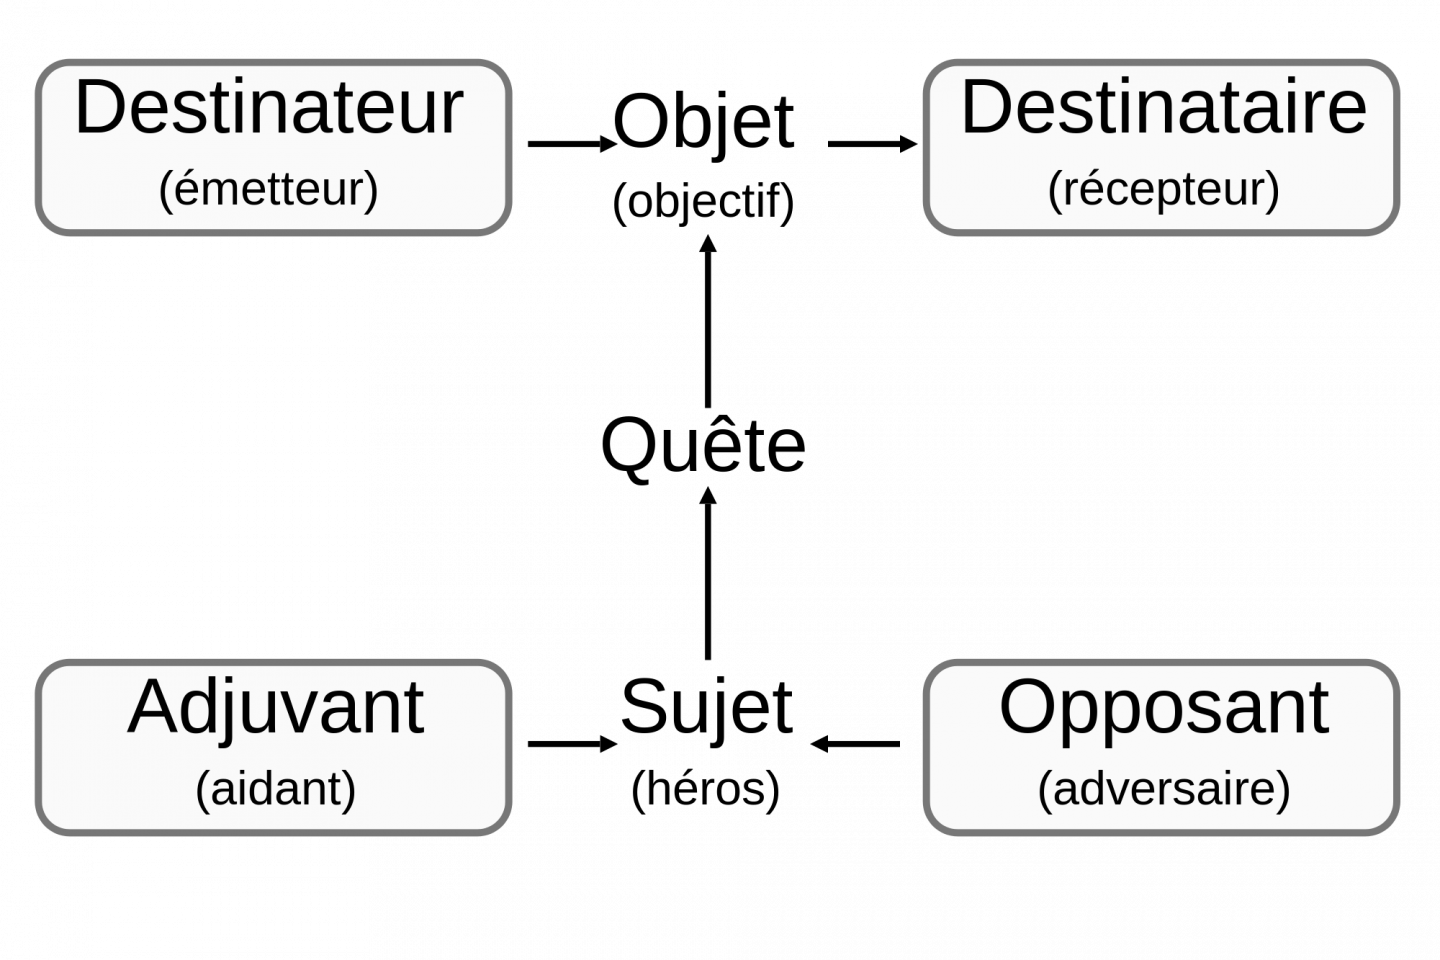 Destinateur
(émetteur)
Objet
(objectif)
Destinataire
(récepteur)
Quête
Adjuvant
(aidant)
Sujet
(héros)
Opposant
(adversaire)